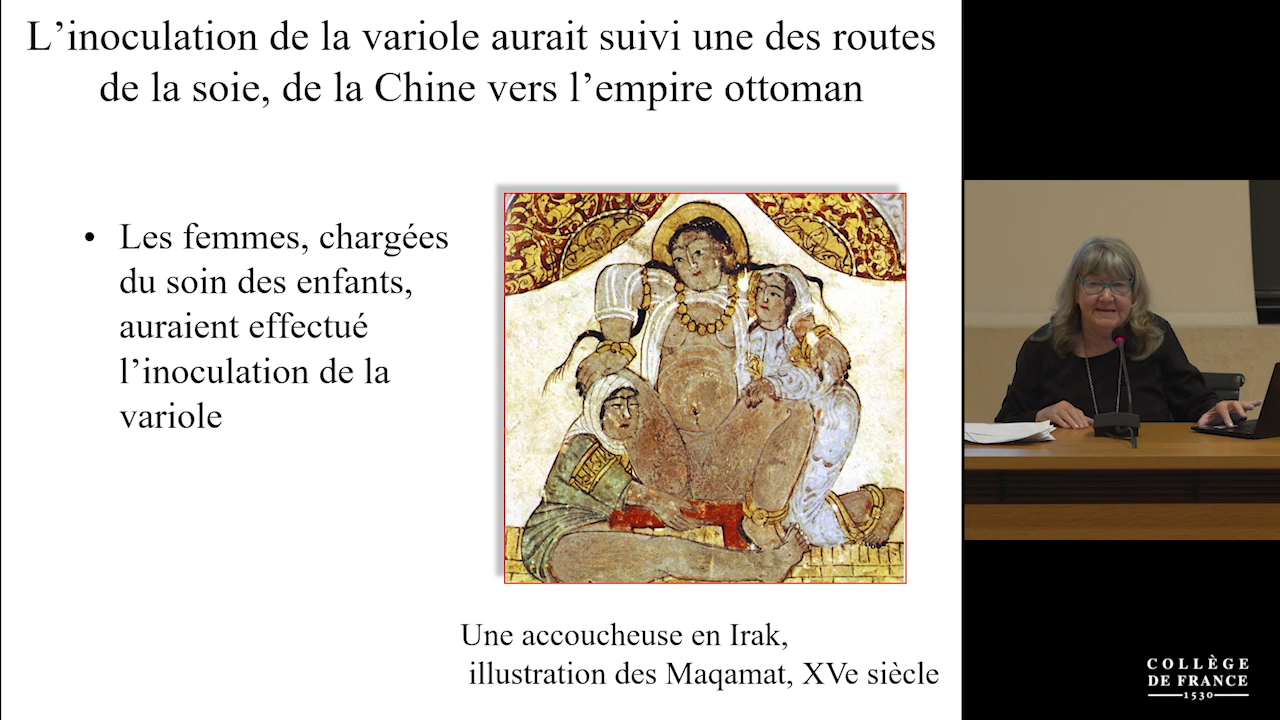 L’inoculation de la variole aurait suivi une des routes
de la soie, de la Chine vers l’empire ottoman
• Les femmes, chargées
du soin des enfants,
auraient effectué
l’inoculation de la
variole
Une accoucheuse en Irak,
illustration des Maqamat, XVe siècle
COLLÈGE
DE FRANCE
1530